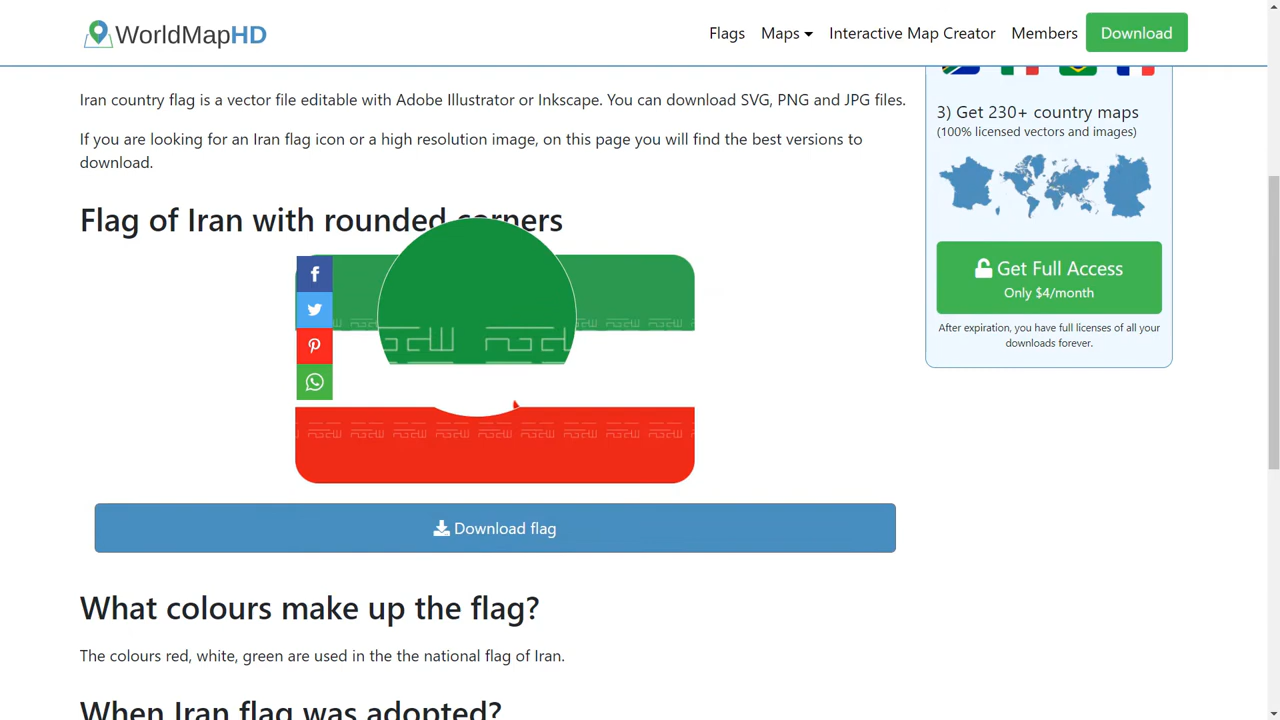 WorldMapHD
Flags Maps Interactive Map Creator Members Download
Iran country flag is a vector file editable with Adobe Illustrator or Inkscape. You can download SVG, PNG and JPG files.
If you are looking for an Iran flag icon or a high resolution image, on this page you will find the best versions to
download.
Flag of Iran with rounded corners
Download flag
What colours make up the flag?
The colours red, white, green are used in the the national flag of Iran.
When Iran flag was adopted?
3) Get 230+ country maps
(100% licensed vectors and images)
Get Full Access
Only $4/month
After expiration, you have full licenses of all your
downloads forever.